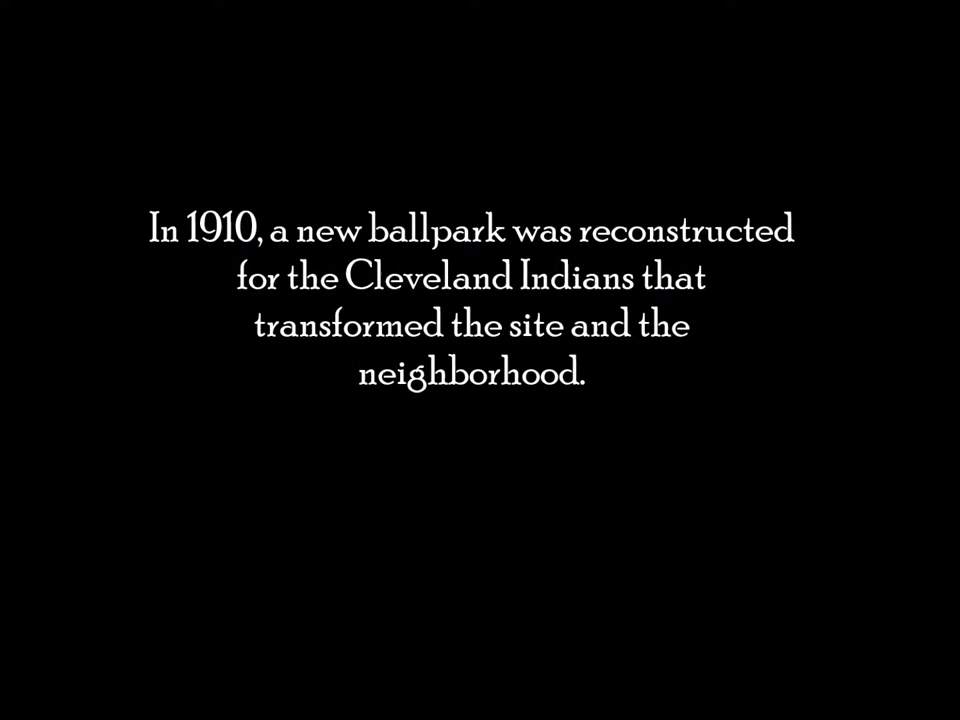 In 1910, a new ballpark was reconstructed
for the Cleveland Indians that
transformed the site and the
neighborhood.